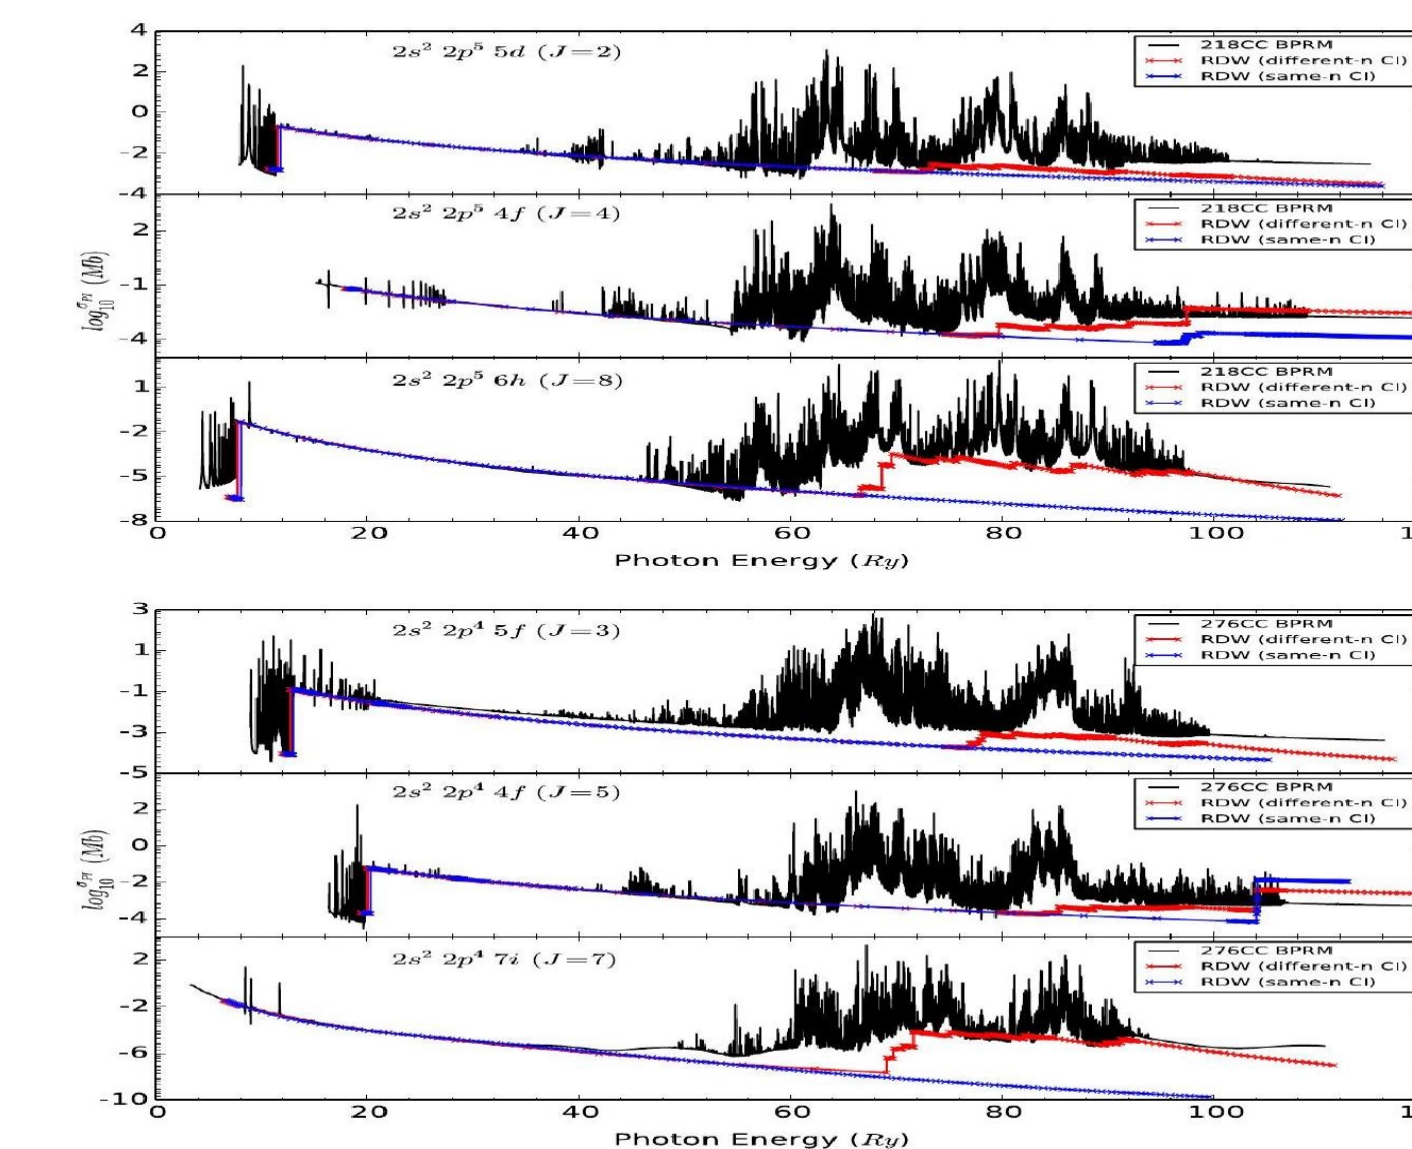 4
2s² 2p⁵ 5d (J=2)
218CC BPRM
RDW (different-n CI)
RDW (same-n CI)
2
0
-2
-4
2s² 2p⁵ 4f (J=4)
218CC BPRM
RDW (different-n CI)
RDW (same-n CI)
2
-1
-4
log₁₀^σPI (Mb)
2s² 2p⁵ 6h (J=8)
218CC BPRM
RDW (different-n CI)
RDW (same-n CI)
1
-2
-5
-8
0 20 40 60 80 100 1
Photon Energy (Ry)
3
2s² 2p⁴ 5f (J=3)
276CC BPRM
RDW (different-n CI)
RDW (same-n CI)
1
-1
-3
-5
2s² 2p⁴ 4f (J=5)
276CC BPRM
RDW (different-n CI)
RDW (same-n CI)
2
0
-2
-4
log₁₀^σPI (Mb)
2s² 2p⁴ 7i (J=7)
276CC BPRM
RDW (different-n CI)
RDW (same-n CI)
2
-2
-6
-10
0 20 40 60 80 100 1
Photon Energy (Ry)